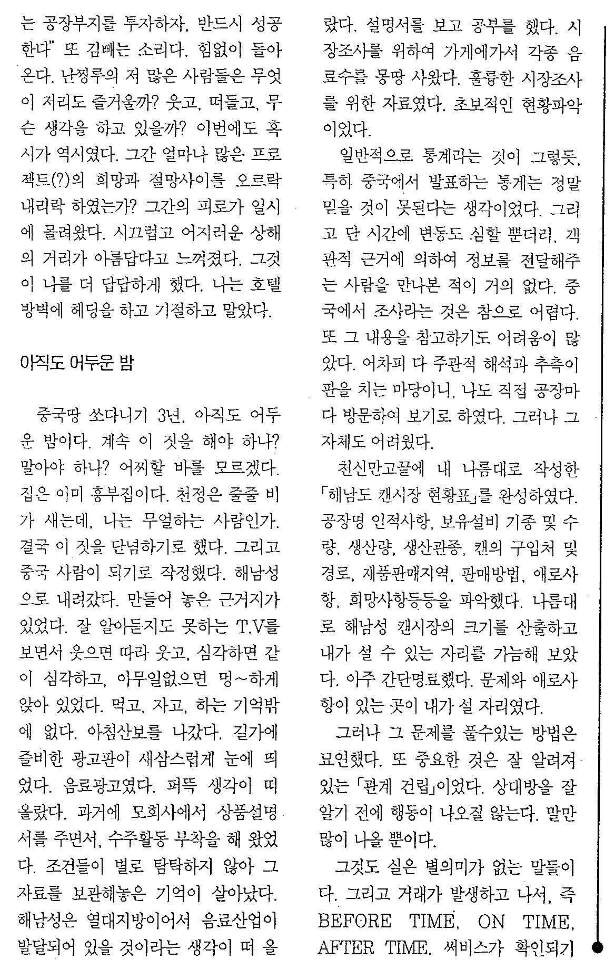 는 공장부지를 투자하자. 반드시 성공
한다" 또 김빼는 소리다. 힘없이 돌아
온다. 난찡루의 저 많은 사람들은 무엇
이 저리도 즐거울까? 웃고, 떠들고, 무
슨 생각을 하고 있을까? 이번에도 혹
시가 역시였다. 그간 얼마나 많은 프로
젝트(?)의 희망과 절망사이를 오르락
내리락 하였는가? 그간의 피로가 일시
에 몰려왔다. 시끄럽고 어지러운 상해
의 거리가 아름답다고 느껴졌다. 그것
이 나를 더 답답하게 했다. 나는 호텔
방벽에 헤딩을 하고 기절하고 말았다.
아직도 어두운 밤
중국땅 쏘다니기 3년, 아직도 어두
운 밤이다. 계속 이 짓을 해야 하나?
말아야 하나? 어찌할 바를 모르겠다.
집은 이미 흥부집이다. 천정은 줄줄 비
가 새는데, 나는 무얼하는 사람인가.
결국 이 짓을 단념하기로 했다. 그리고
중국 사람이 되기로 작정했다. 해남성
으로 내려갔다. 만들어 놓은 근거지가
있었다. 잘 알아듣지도 못하는 T.V를
보면서 웃으면 따라 웃고, 심각하면 같
이 심각하고, 아무일없으면 멍~하게
앉아 있었다. 먹고, 자고, 하는 기억밖
에 없다. 아침산보를 나갔다. 길가에
즐비한 광고판이 새삼스럽게 눈에 띄
었다. 음료광고였다. 퍼뜩 생각이 떠
올랐다. 과거에 모회사에서 상품설명
서를 주면서, 수주활동 부착을 해 왔었
다. 조건들이 별로 탐탁하지 않아 그
자료를 보관해놓은 기억이 살아났다.
해남성은 열대지방이어서 음료산업이
발달되어 있을 것이라는 생각이 떠 올
랐다. 설명서를 보고 공부를 했다. 시
장조사를 위하여 가게에가서 각종 음
료수를 몽땅 사왔다. 훌륭한 시장조사
를 위한 자료였다. 초보적인 현황파악
이었다.
일반적으로 통계라는 것이 그렇듯,
특히 중국에서 발표하는 통계는 정말
믿을 것이 못된다는 생각이었다. 그리
고 단 시간에 변동도 심할 뿐더러, 객
관적 근거에 의하여 정보를 전달해주
는 사람을 만나본 적이 거의 없다. 중
국에서 조사라는 것은 참으로 어렵다.
또 그 내용을 참고하기도 어려움이 많
았다. 어차피 다 주관적 해석과 추측이
판을 치는 마당이니, 나도 직접 공장마
다 방문하여 보기로 하였다. 그러나 그
자체도 어려웠다.
천신만고끝에 내 나름대로 작성한
「해남도 캔시장 현황표」를 완성하였다.
공장명 인적사항, 보유설비 기종 및 수
량, 생산량, 생산관종, 캔의 구입처 및
경로, 제품판매지역, 판매방법, 애로사
항, 희망사항등등을 파악했다. 나름대
로 해남성 캔시장의 크기를 산출하고
내가 설 수 있는 자리를 가늠해 보았
다. 아주 간단명료했다. 문제와 애로사
항이 있는 곳이 내가 설 자리였다.
그러나 그 문제를 풀수있는 방법은
묘연했다. 또 중요한 것은 잘 알려져
있는 「관계 건립」이었다. 상대방을 잘
알기 전에 행동이 나오질 않는다. 말만
많이 나올 뿐이다.
그것도 실은 별의미가 없는 말들이
다. 그리고 거래가 발생하고 나서, 즉
BEFORE TIME, ON TIME,
AFTER TIME. 써비스가 확인되기